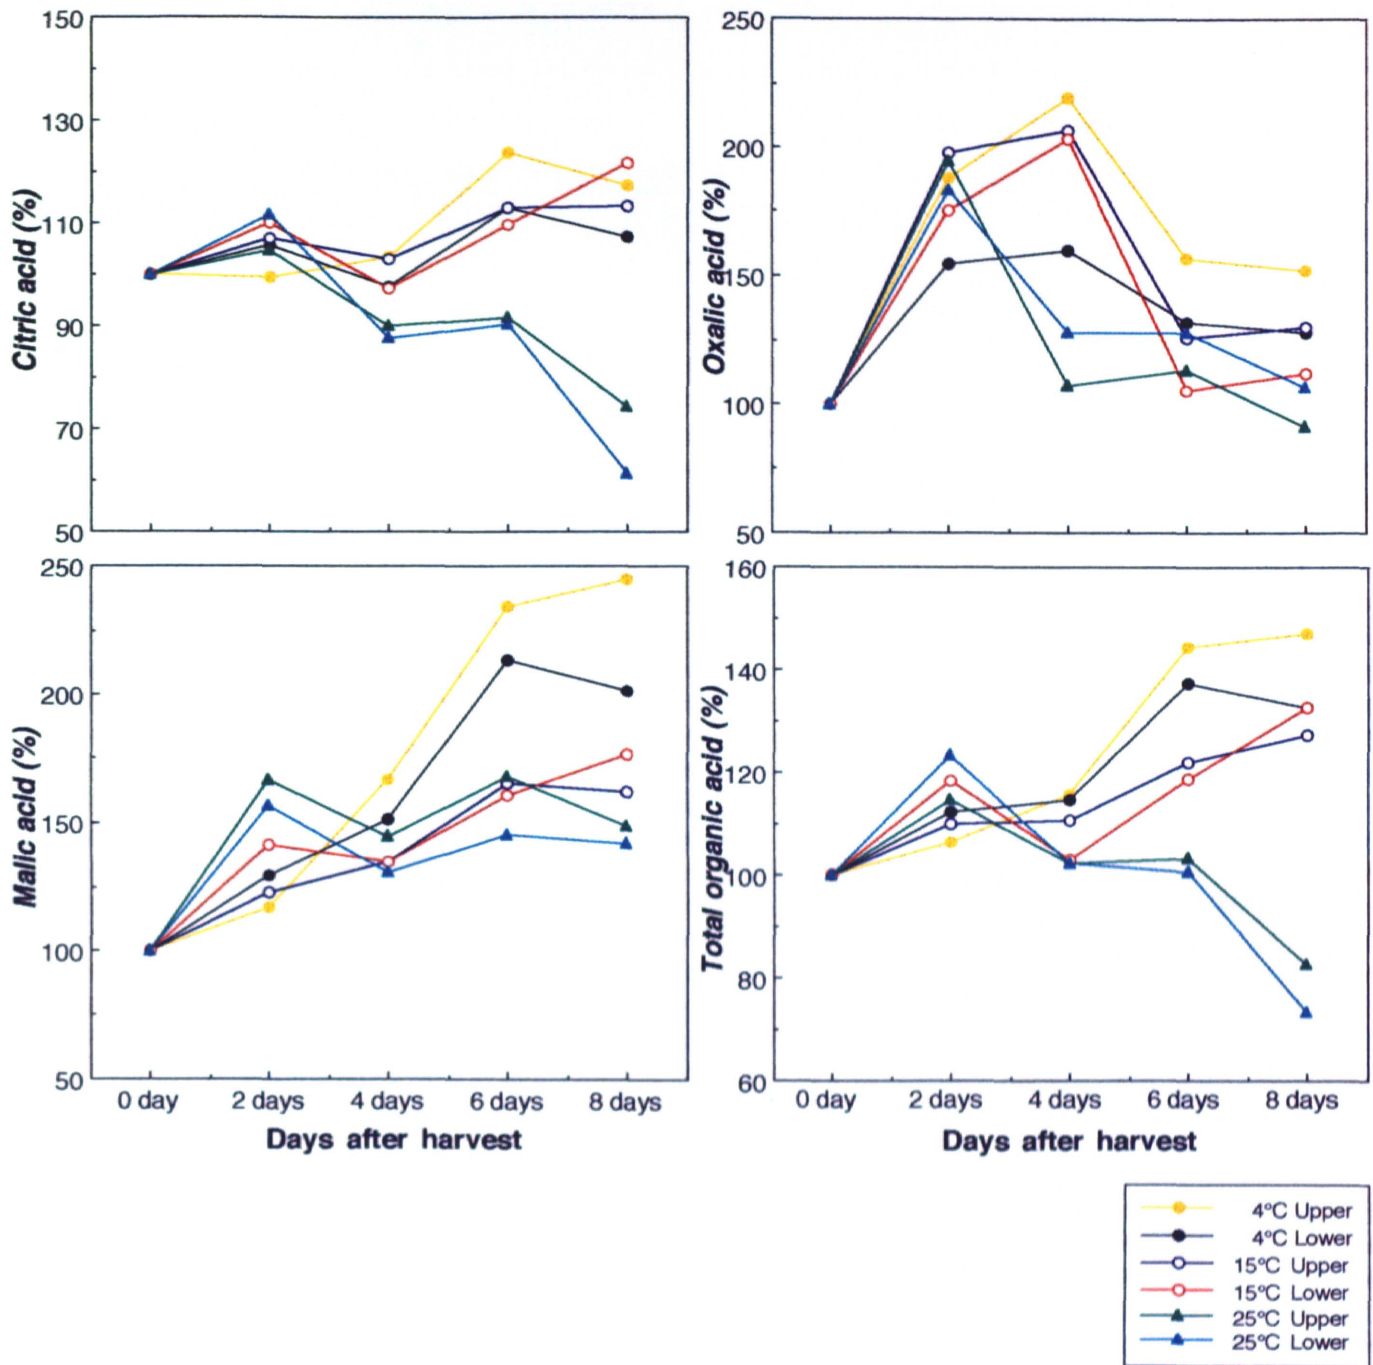 150
130
110
90
70
50
Citric acid (%)
250
200
150
100
50
Oxalic acid (%)
250
200
150
100
50
Malic acid (%)
0 day 2 days 4 days 6 days 8 days
Days after harvest
160
140
120
100
80
60
Total organic acid (%)
0 day 2 days 4 days 6 days 8 days
Days after harvest
4°C Upper
4°C Lower
15°C Upper
15°C Lower
25°C Upper
25°C Lower